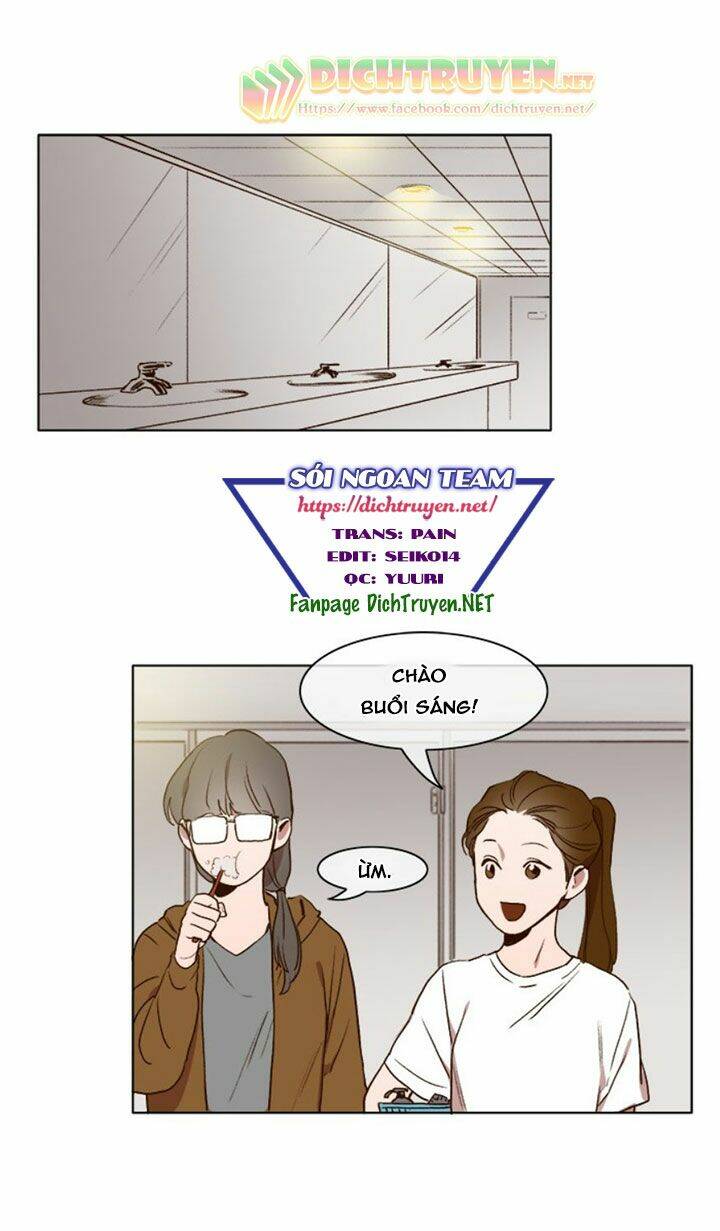 DICHTRUYEN.NET
Https://www.facebook.com/dichtruyen.net/
SÓI NGOAN TEAM
https://dichtruyen.net/
TRANS: PAIN
EDIT: SEIKO14
QC: YUURI
Fanpage DichTruyen.NET
CHÀO
BUỔI SÁNG!
ỪM.